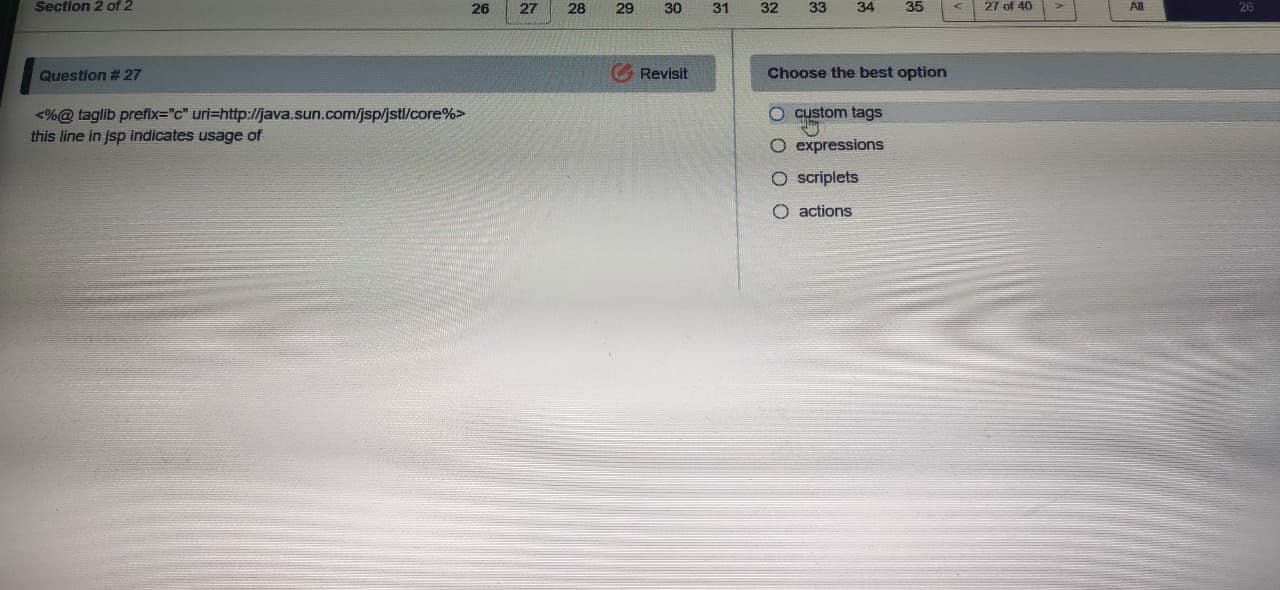 Section 2 of 2
26 27 28 29 30 31 32 33 34 35 < 27 of 40 > All 26
Question # 27
Revisit
<%@ taglib prefix="c" uri=http://java.sun.com/jsp/jstl/core%>
this line in jsp indicates usage of
Choose the best option
custom tags
expressions
scriplets
actions